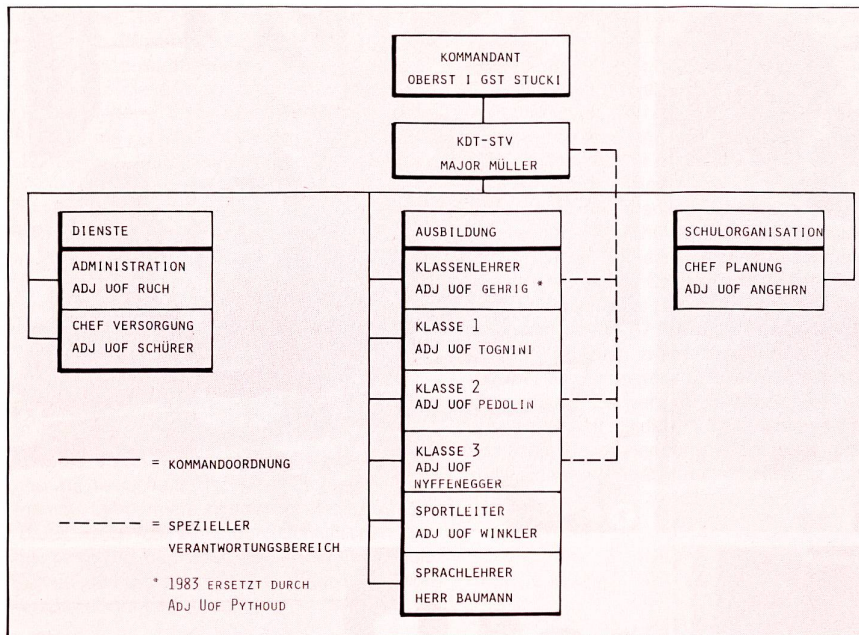 KOMMANDANT
OBERST I GST STUCKI
KDT-STV
MAJOR MÜLLER
DIENSTE
ADMINISTRATION
ADJ UOF RUCH
CHEF VERSORGUNG
ADJ UOF SCHÜRER
AUSBILDUNG
KLASSENLEHRER
ADJ UOF GEHRIG *
KLASSE 1
ADJ UOF TOGNINI
KLASSE 2
ADJ UOF PEDOLIN
KLASSE 3
ADJ UOF
NYFFENEGGER
SPORTLEITER
ADJ UOF WINKLER
SPRACHLEHRER
HERR BAUMANN
SCHULORGANISATION
CHEF PLANUNG
ADJ UOF ANGEHRN
= KOMMANDOORDNUNG
= SPEZIELLER
VERANTWORTUNGSBEREICH
* 1983 ERSETZT DURCH
ADJ UOF PYTHOUD